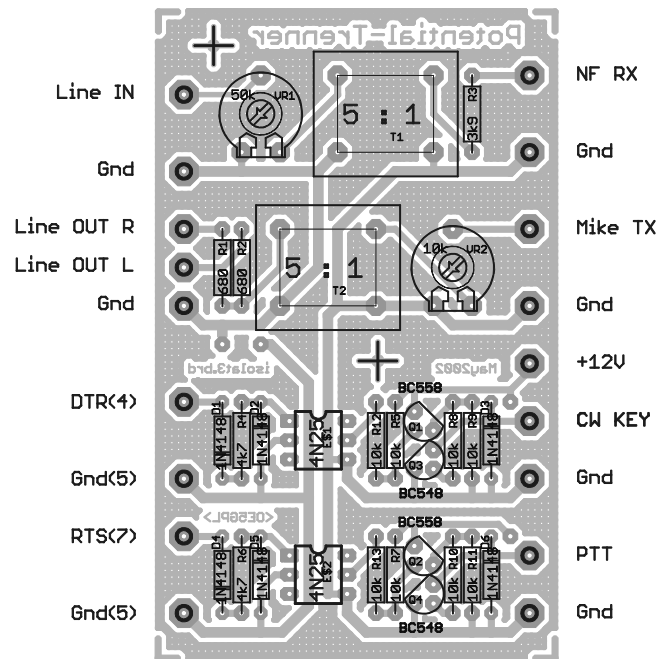 Potential-Trenner
NF RX
Line IN
50k
VR1
R3
3k9
5 : 1
T1
Gnd
Gnd
Line OUT R
Mike TX
R1
R2
680
680
10k
VR2
5 : 1
T2
Line OUT L
Gnd
Gnd
isolat3.brd
May2002
+12V
BC558
DTR(4)
D1
R4
D2
1N4148
4k7
1N4148
4N25
ES1
R12
R5
10k
10k
Q1
Q3
R8
R9
D3
10k
10k
1N4148
CW KEY
Gnd(5)
Gnd
BC548
<OE5GPL>
BC558
RTS(7)
D4
R6
D5
1N4148
4k7
1N4148
4N25
ES2
R13
R7
10k
10k
Q2
Q4
R10
R11
D6
10k
10k
1N4148
PTT
Gnd(5)
Gnd
BC548